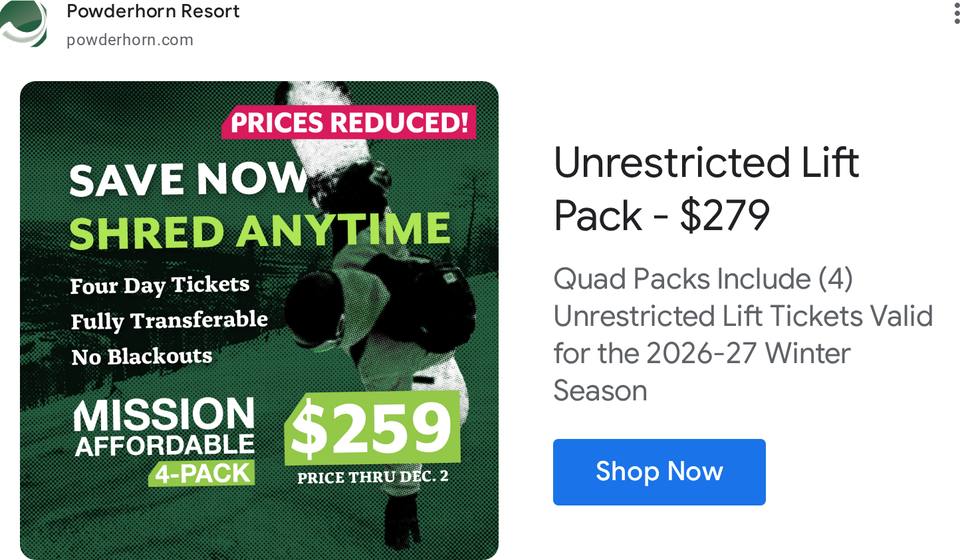 Powderhorn Resort
powderhorn.com
PRICES REDUCED!
SAVE NOW
SHRED ANYTIME
Four Day Tickets
Fully Transferable
No Blackouts
MISSION
AFFORDABLE
4-PACK
$259
PRICE THRU DEC. 2
Unrestricted Lift
Pack - $279
Quad Packs Include (4)
Unrestricted Lift Tickets Valid
for the 2026-27 Winter
Season
Shop Now